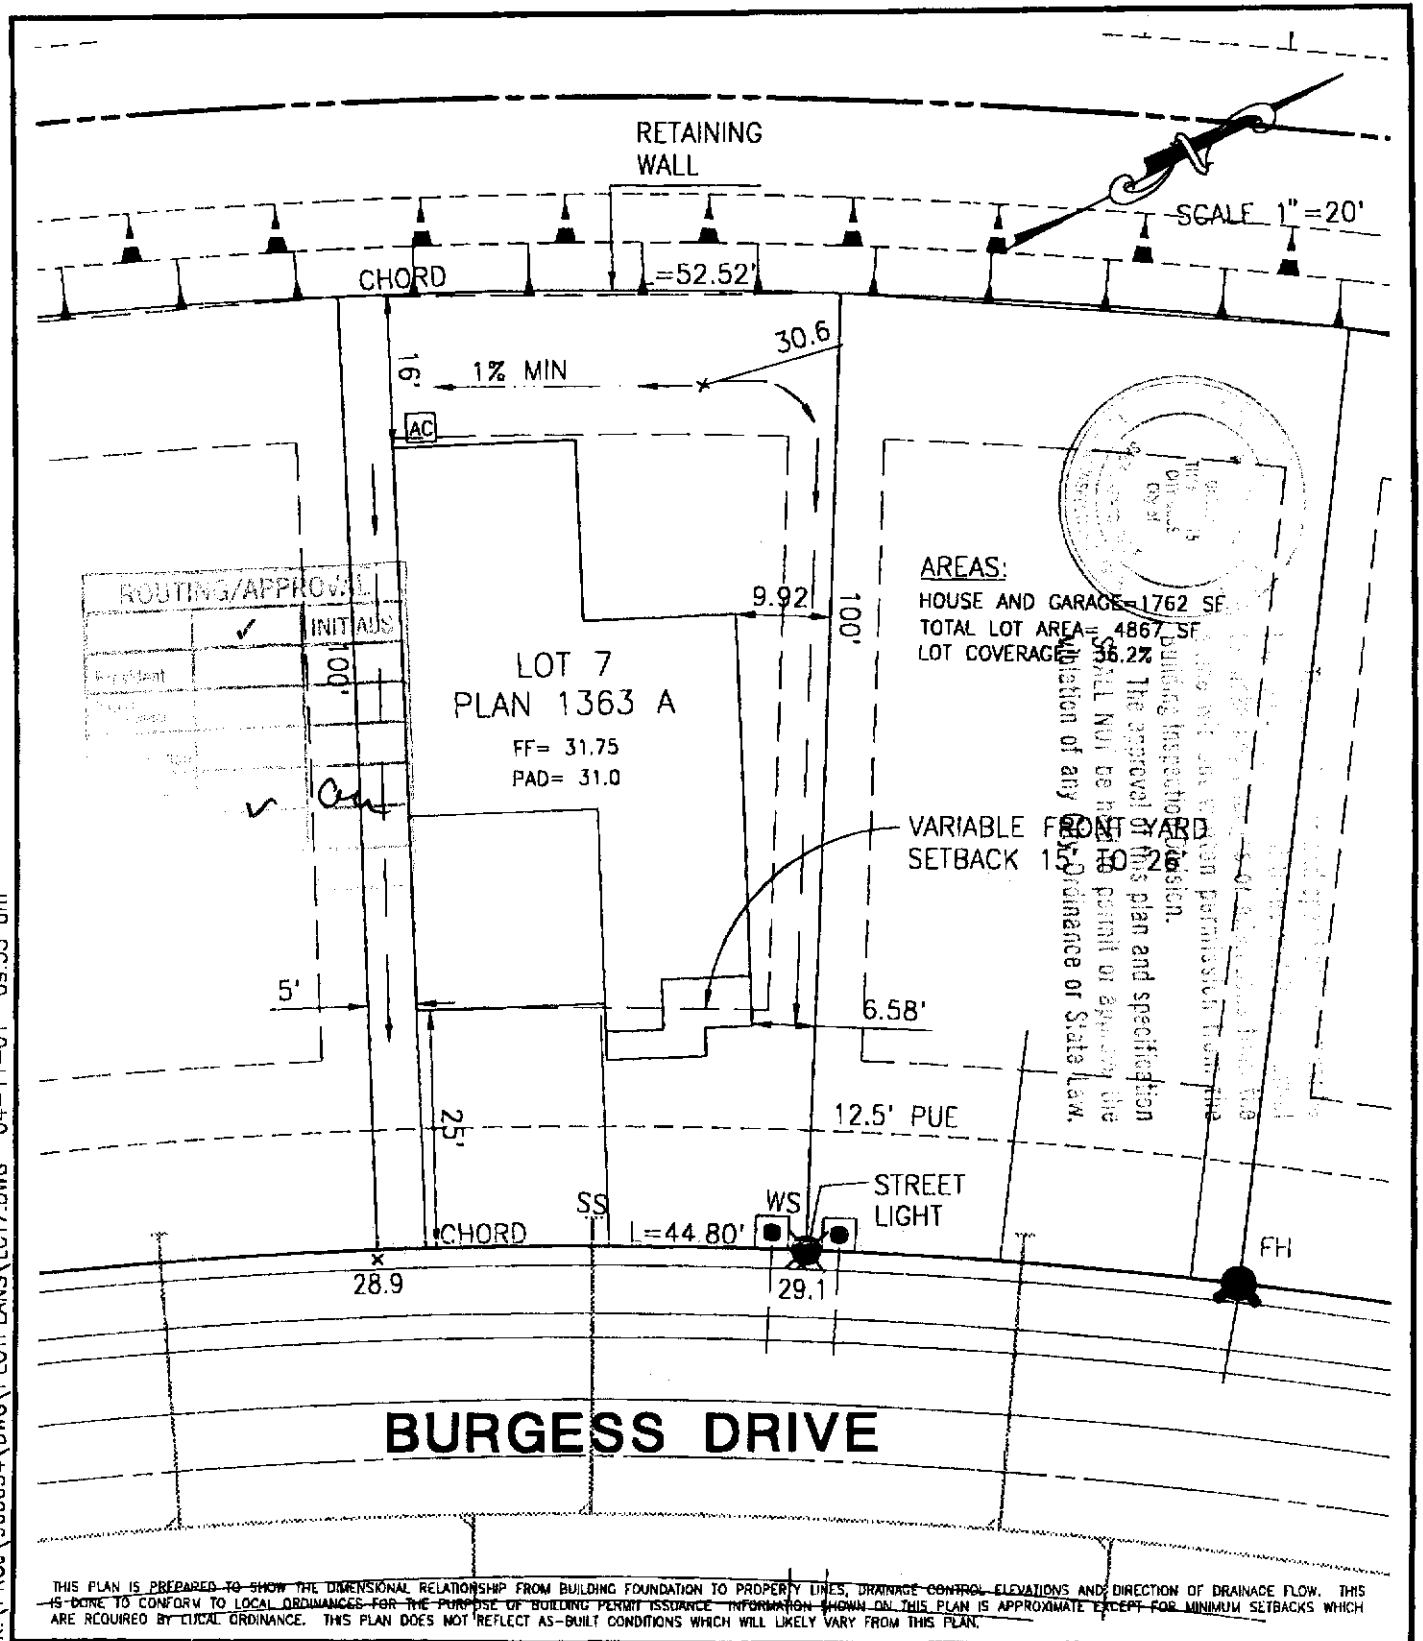 RETAINING
WALL
SCALE 1"=20'
CHORD
L=52.52'
30.6
16'
1% MIN
AC
ROUTING/APPROVAL
✓ INITIALS
100'
9.92
100'
AREAS:
HOUSE AND GARAGE=1762 SF
TOTAL LOT AREA= 4867 SF
LOT COVERAGE= 36.2%
LOT 7
PLAN 1363 A
FF= 31.75
PAD= 31.0
VARIABLE FRONT YARD
SETBACK 15' TO 26'
permission from the
Building Inspection Division.
The approval of this plan and specification
SHALL NOT be held to permit or approve the
violation of any City Ordinance or State Law.
City of
5'
6.58'
25'
12.5' PUE
SS
WS
STREET
LIGHT
CHORD
L=44.80'
FH
28.9
29.1
BURGESS DRIVE
THIS PLAN IS PREPARED TO SHOW THE DIMENSIONAL RELATIONSHIP FROM BUILDING FOUNDATION TO PROPERTY LINES, DRAINAGE CONTROL ELEVATIONS AND DIRECTION OF DRAINAGE FLOW. THIS
IS DONE TO CONFORM TO LOCAL ORDINANCES FOR THE PURPOSE OF BUILDING PERMIT ISSUANCE INFORMATION SHOWN ON THIS PLAN IS APPROXIMATE EXCEPT FOR MINIMUM SETBACKS WHICH
ARE REQUIRED BY LOCAL ORDINANCE. THIS PLAN DOES NOT REFLECT AS-BUILT CONDITIONS WHICH WILL LIKELY VARY FROM THIS PLAN.